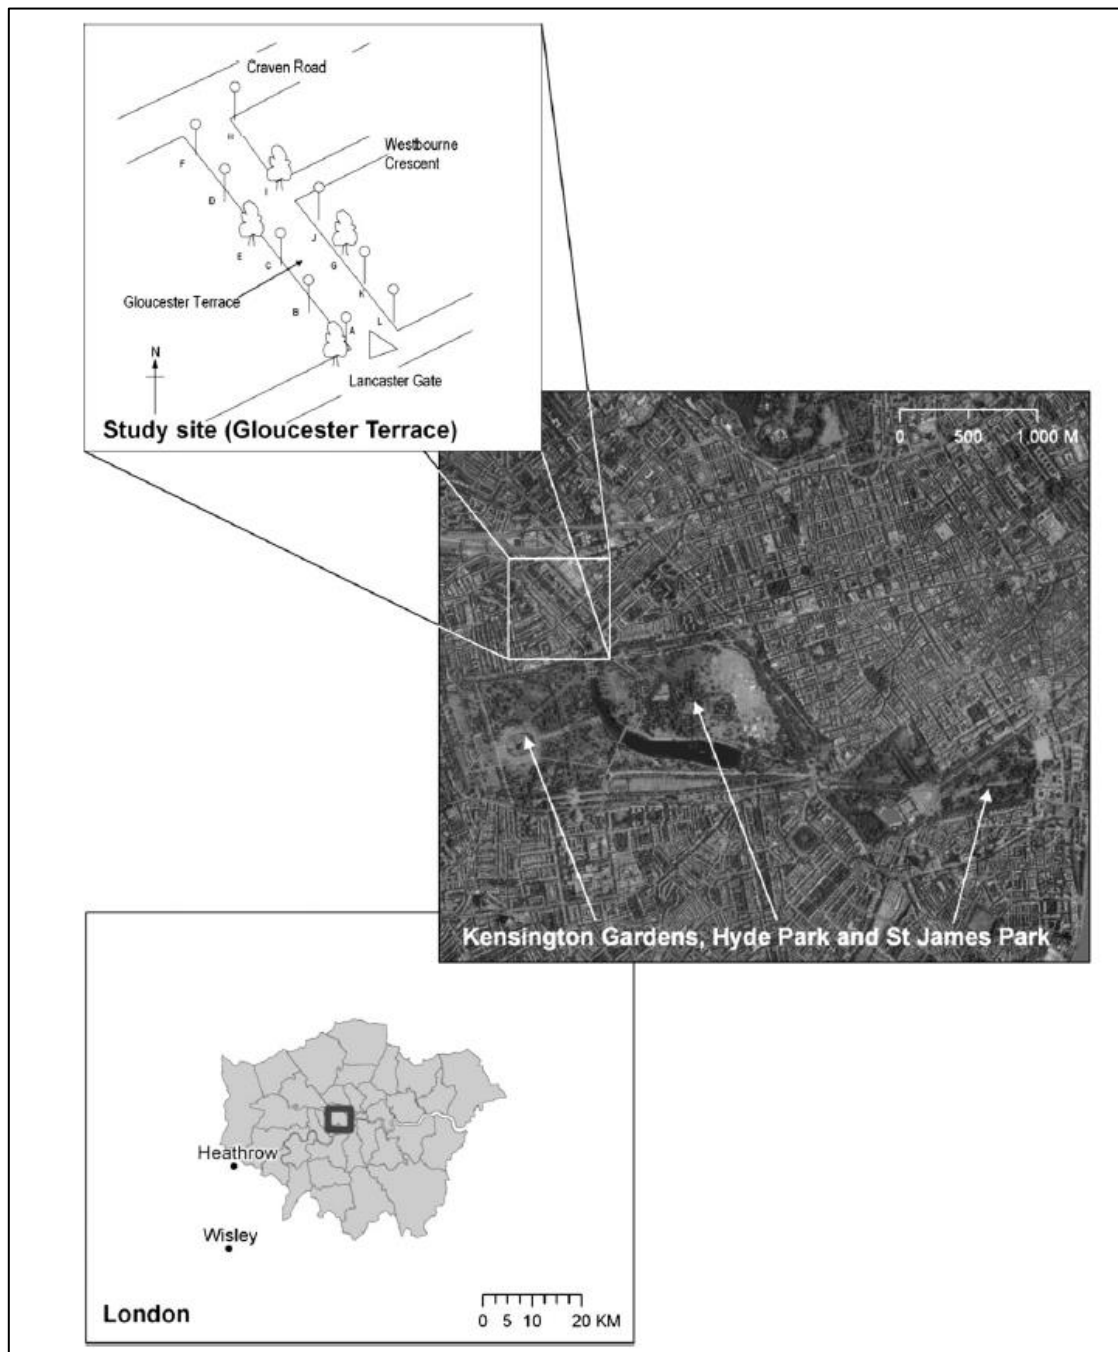 Craven Road
H
Westbourne
Crescent
F
I
D
J
E
C
G
Gloucester Terrace
K
B
L
A
N
Lancaster Gate
Study site (Gloucester Terrace)
0 500 1,000 M
Kensington Gardens, Hyde Park and St James Park
Heathrow
Wisley
London
0 5 10 20 KM